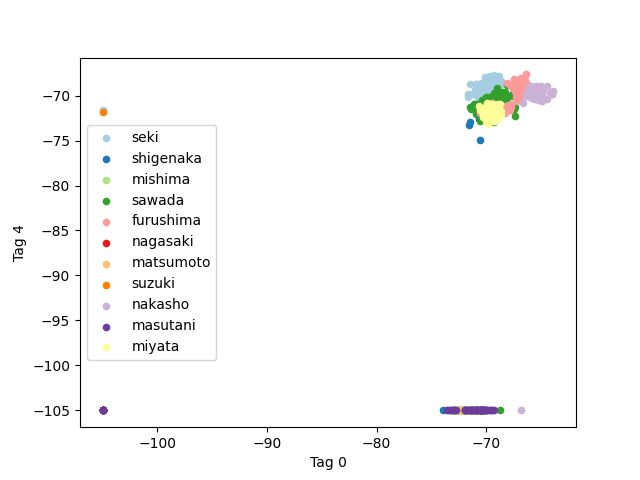 −70
−75
−80
−85
−90
−95
−100
−105
Tag 4
seki
shigenaka
mishima
sawada
furushima
nagasaki
matsumoto
suzuki
nakasho
masutani
miyata
−100
−90
−80
−70
Tag 0